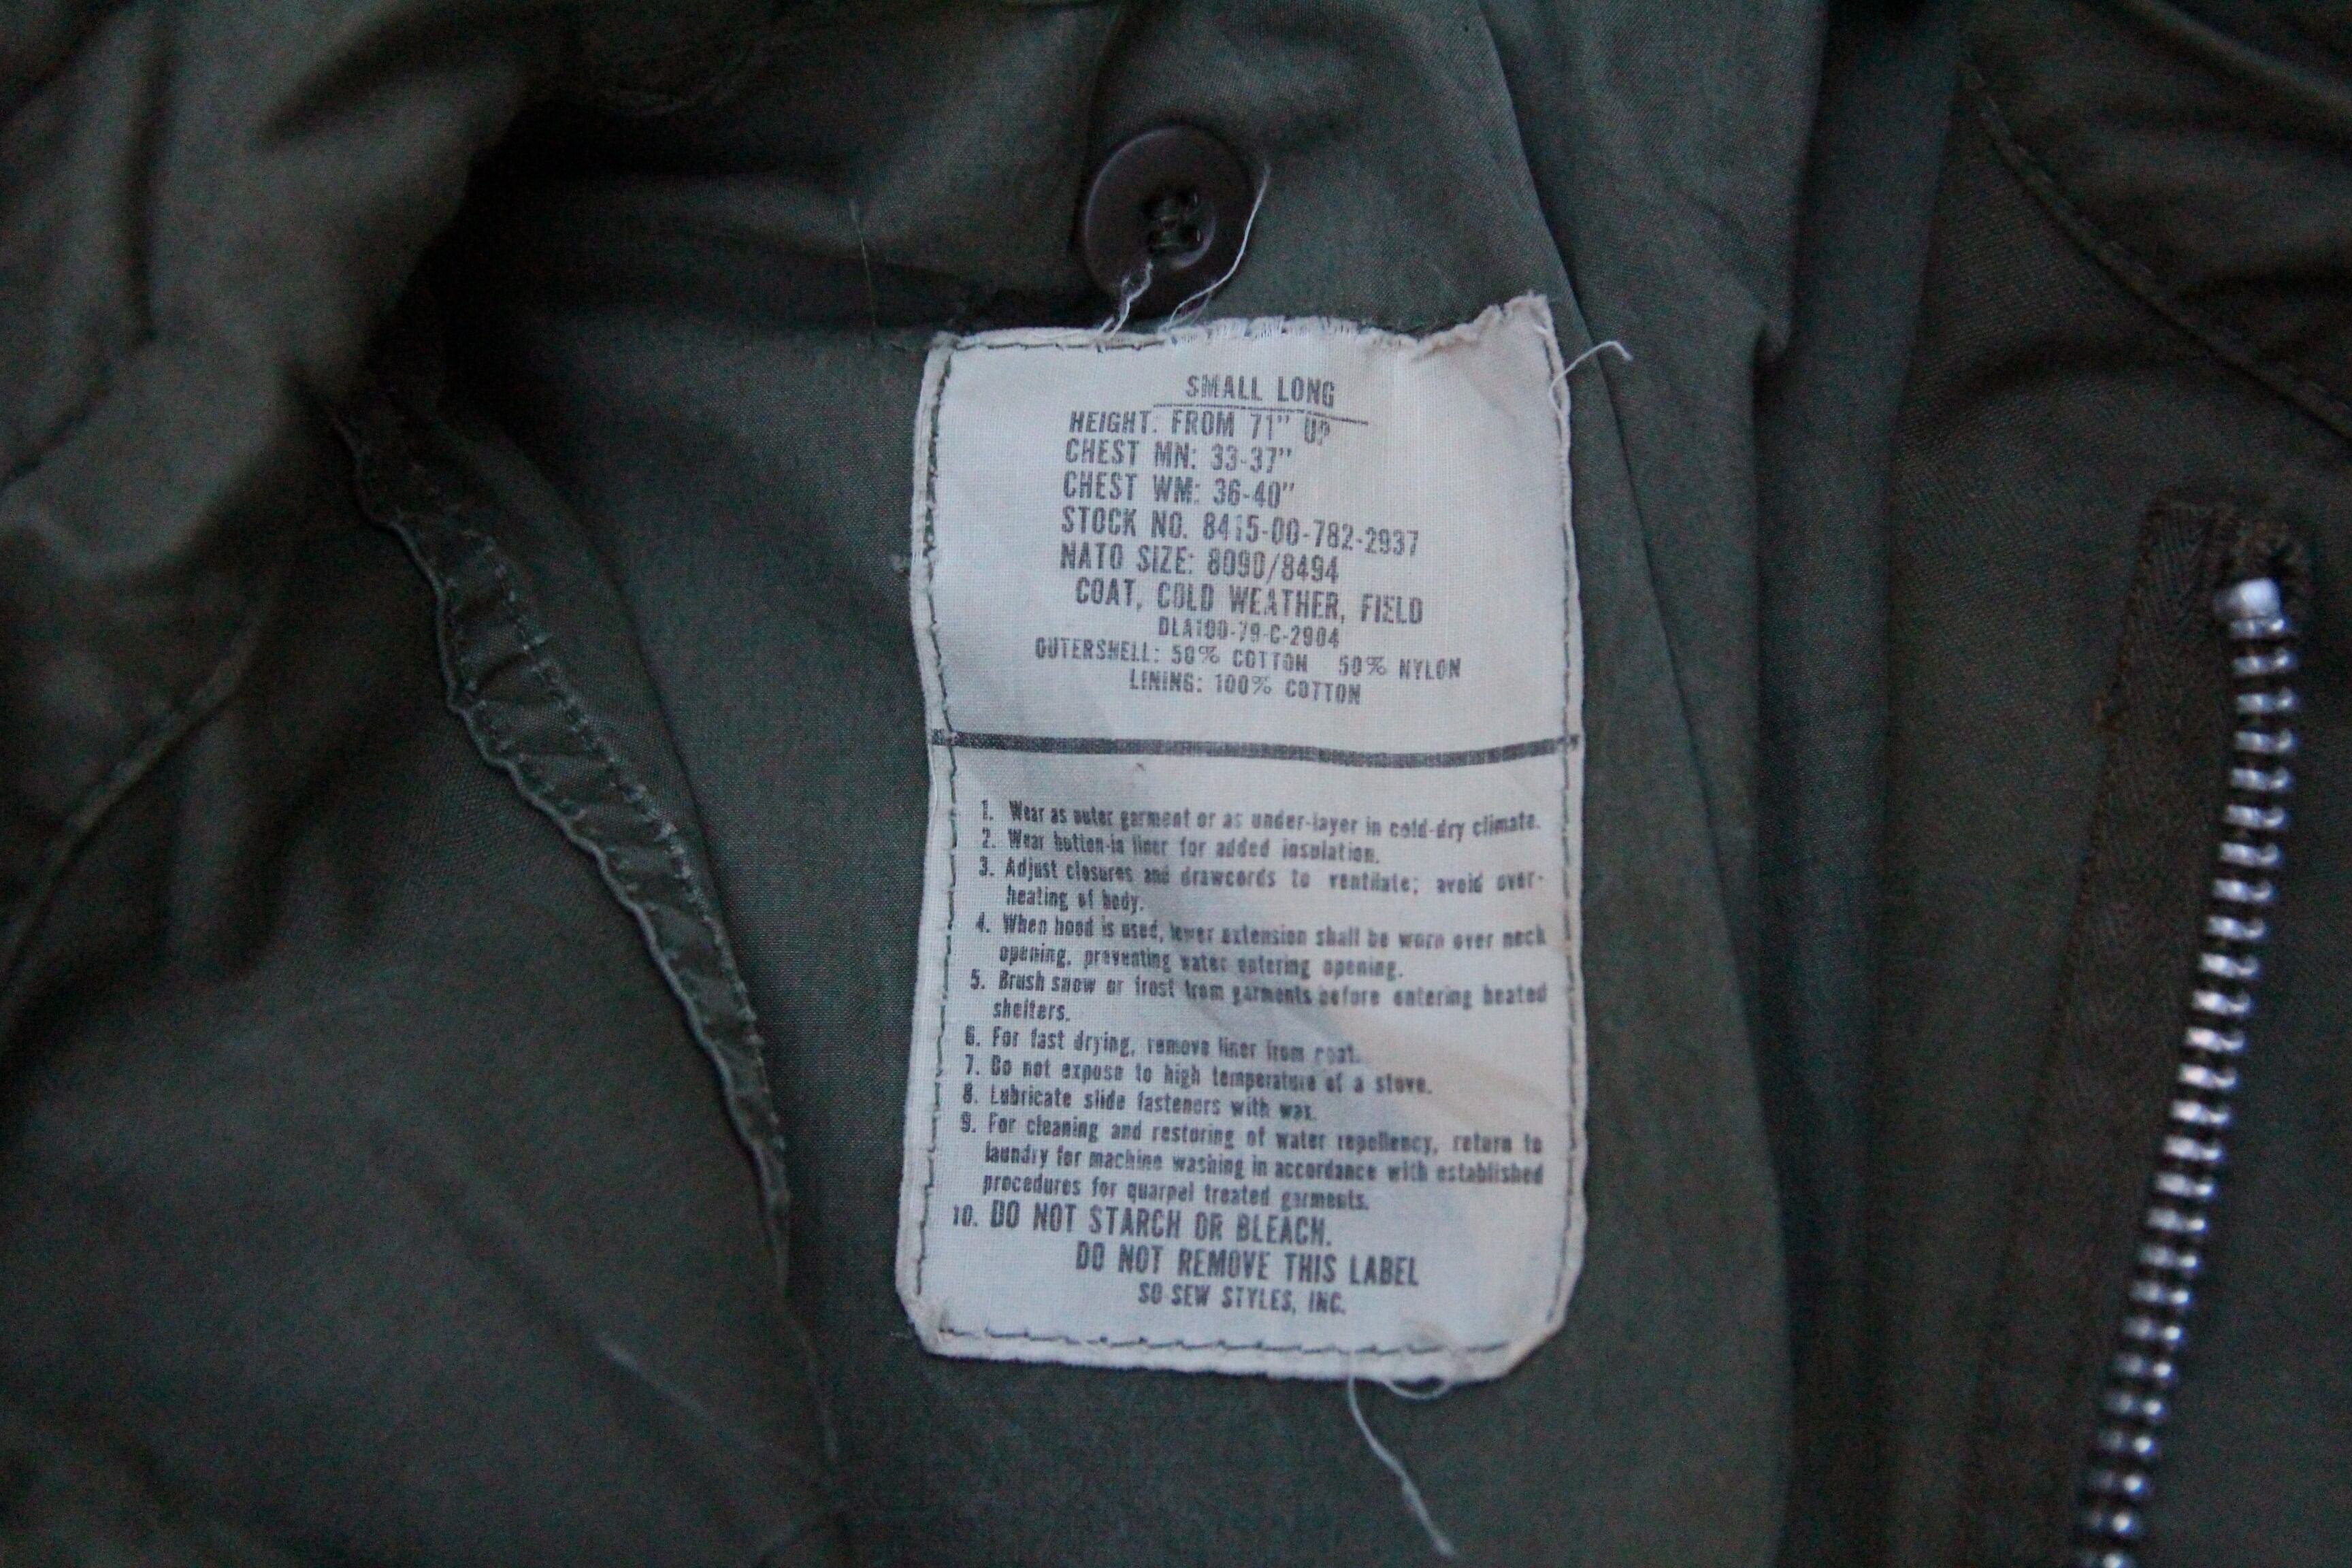 SMALL LONG
HEIGHT: FROM 71" UP
CHEST MN: 33-37"
CHEST WM: 36-40"
STOCK NO. 8415-00-782-2937
NATO SIZE: 8090/8494
COAT, COLD WEATHER, FIELD
DLA100-79-C-2904
OUTERSHELL: 50% COTTON 50% NYLON
LINING: 100% COTTON
1. Wear as outer garment or as under-layer in cold-dry climate.
2. Wear button-in liner for added insulation.
3. Adjust closures and drawcords to ventilate; avoid over-
heating of body.
4. When hood is used, lower extension shall be worn over neck
opening, preventing water entering opening.
5. Brush snow or frost from garments before entering heated
shelters.
6. For fast drying, remove liner from coat.
7. Do not expose to high temperature of a stove.
8. Lubricate slide fasteners with wax.
9. For cleaning and restoring of water repellency, return to
laundry for machine washing in accordance with established
procedures for quarpel treated garments.
10. DO NOT STARCH OR BLEACH.
DO NOT REMOVE THIS LABEL
SO-SEW STYLES, INC.